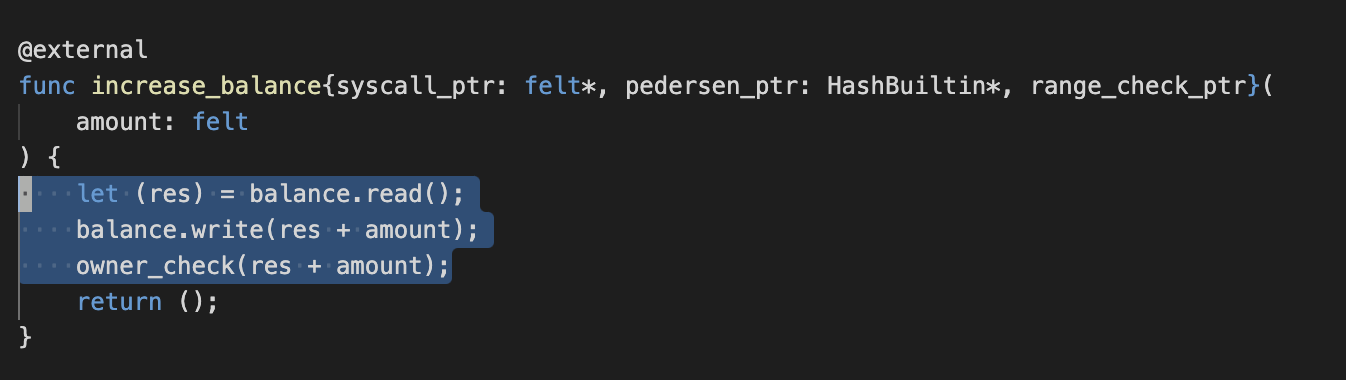 @external
func increase_balance{syscall_ptr: felt*, pedersen_ptr: HashBuiltin*, range_check_ptr}(
    amount: felt
) {
    let (res) = balance.read();
    balance.write(res + amount);
    owner_check(res + amount);
    return ();
}